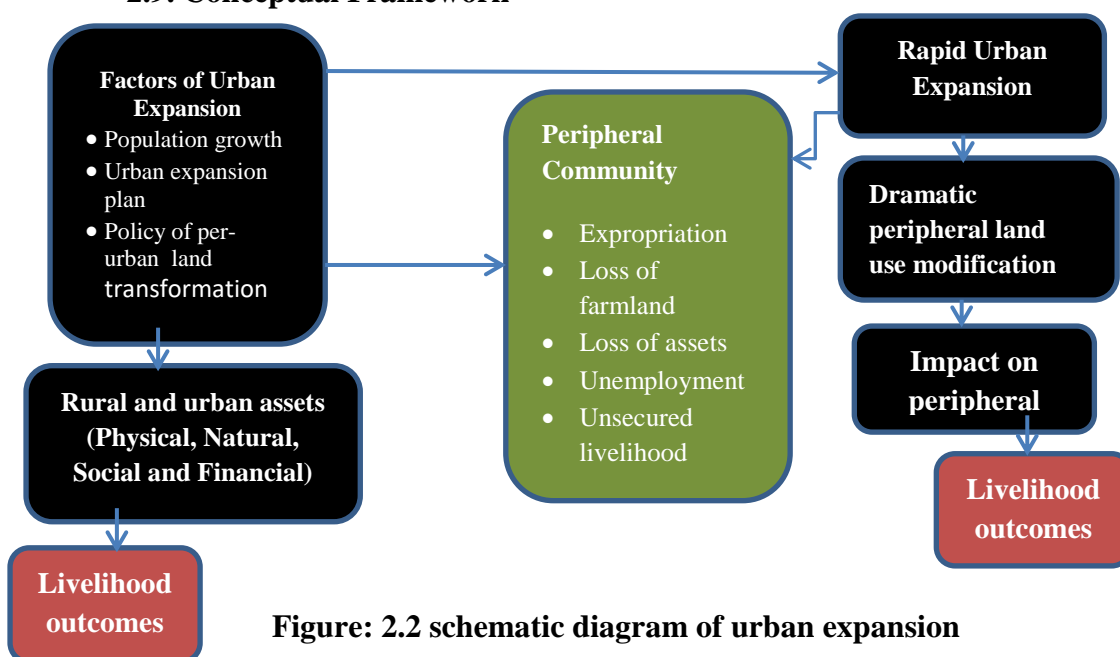 2.9. Conceptual Framework
Factors of Urban
Expansion
• Population growth
• Urban expansion
plan
• Policy of per-
urban land
transformation
Rural and urban assets
(Physical, Natural,
Social and Financial)
Livelihood
outcomes
Peripheral
Community
• Expropriation
• Loss of
farmland
• Loss of assets
• Unemployment
• Unsecured
livelihood
Rapid Urban
Expansion
Dramatic
peripheral land
use modification
Impact on
peripheral
Livelihood
outcomes
Figure: 2.2 schematic diagram of urban expansion